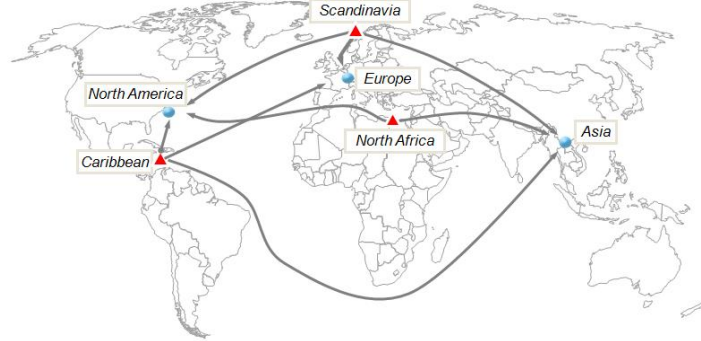 Scandinavia
Europe
North America
North Africa
Asia
Caribbean